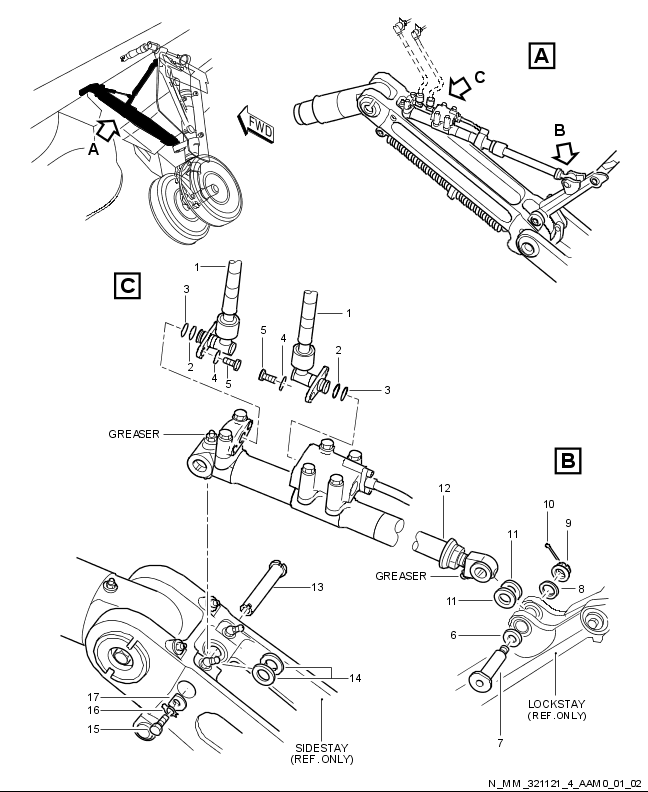 A
C
B
FWD
A
C
1
3
2
4
5
1
5
4
2
3
GREASER
B
12
10
9
11
GREASER
8
11
13
6
14
17
16
15
LOCKSTAY
(REF.ONLY)
7
SIDESTAY
(REF.ONLY)
N_MM_321121_4_AAM0_01_02